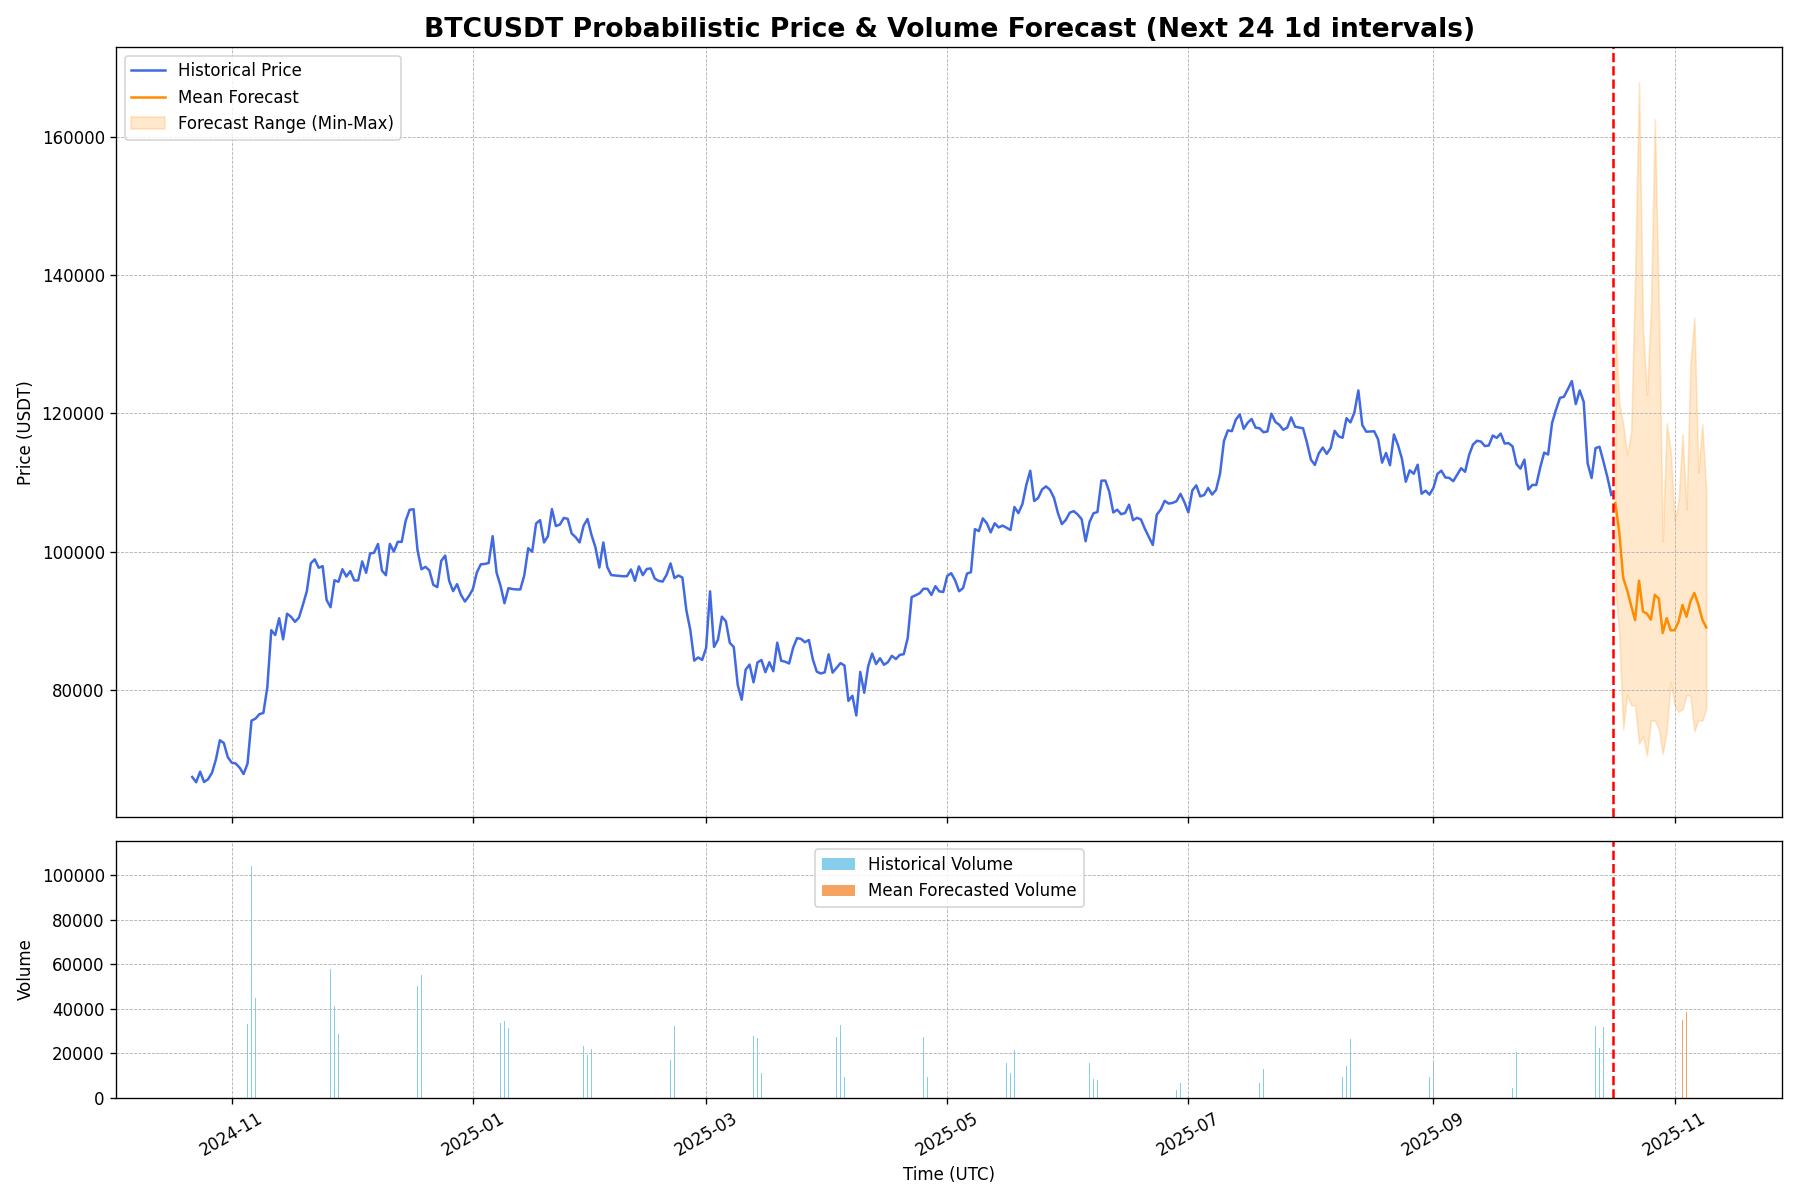 BTCUSDT Probabilistic Price & Volume Forecast (Next 24 1d intervals)
Historical Price
Mean Forecast
Forecast Range (Min-Max)
Price (USDT)
160000
140000
120000
100000
80000
Historical Volume
Mean Forecasted Volume
Volume
100000
80000
60000
40000
20000
0
2024-11
2025-01
2025-03
2025-05
2025-07
2025-09
2025-11
Time (UTC)